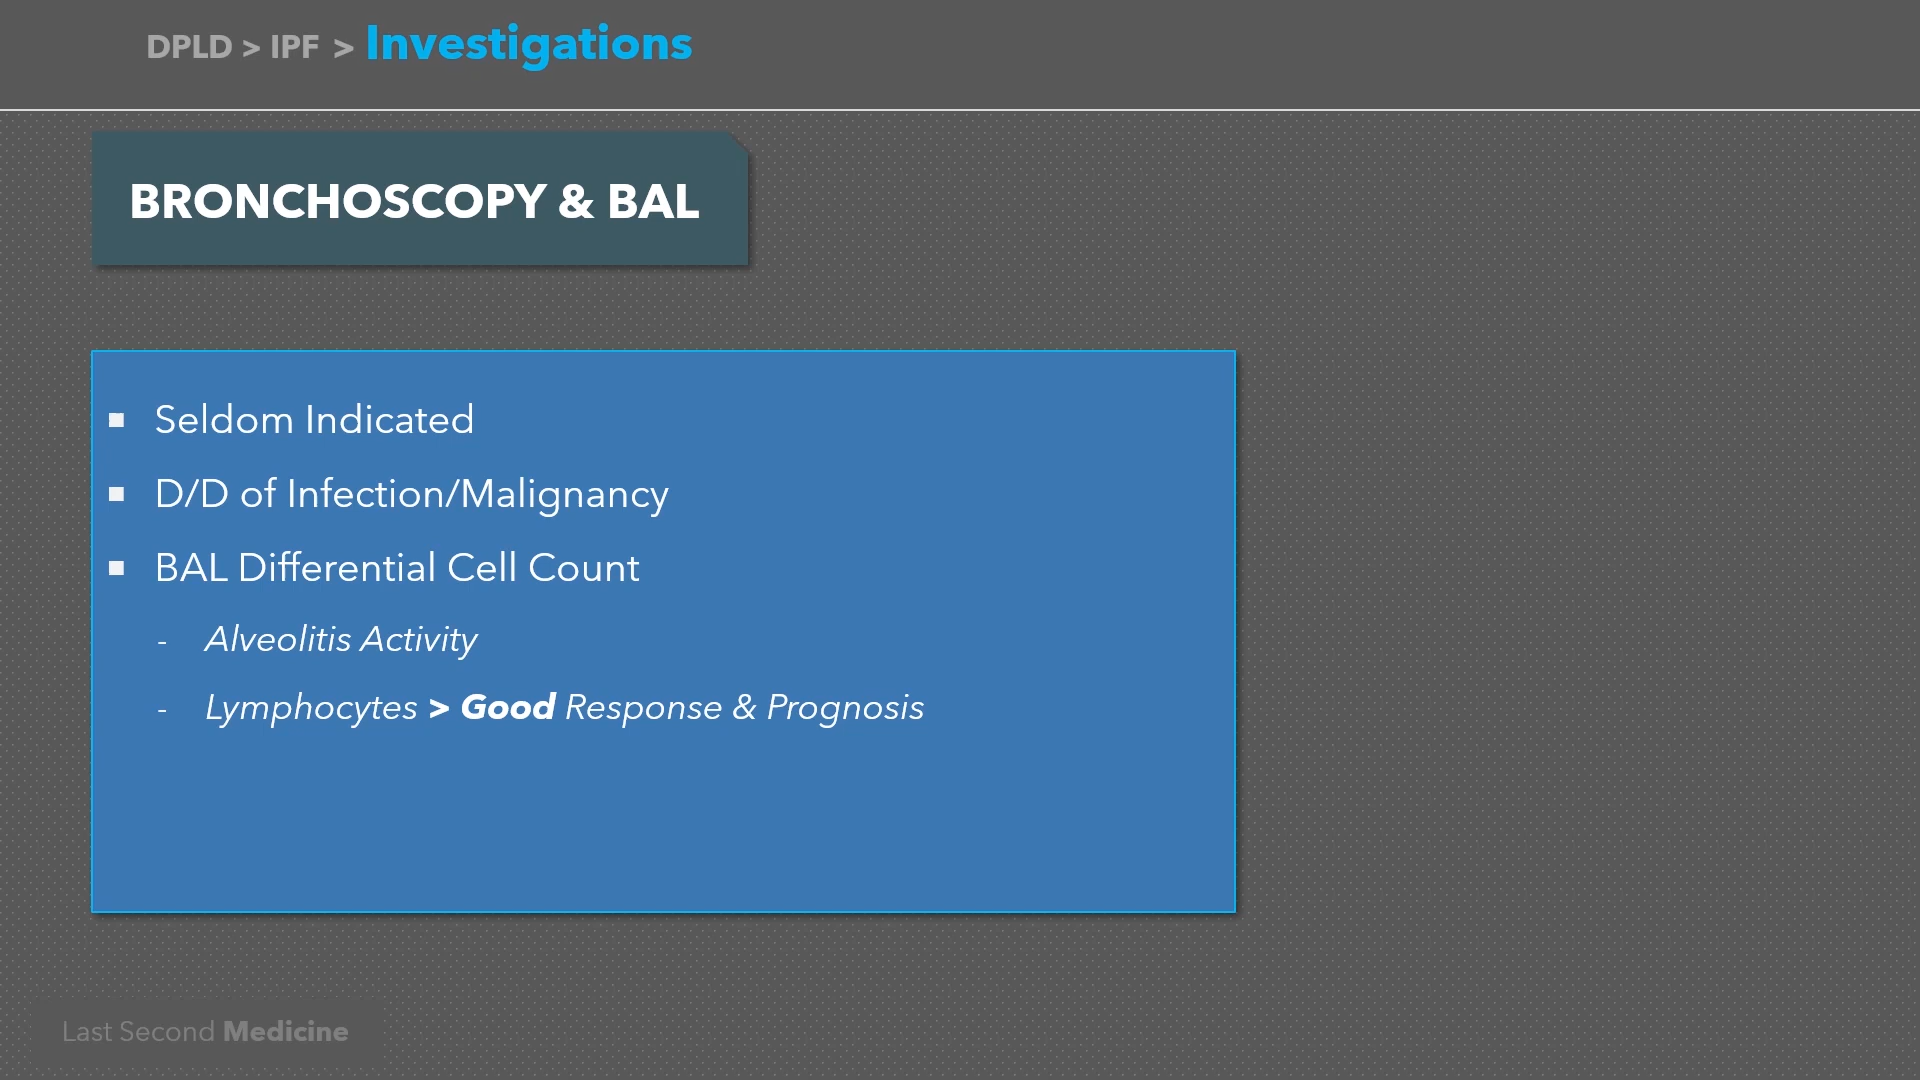 DPLD > IPF > Investigations
BRONCHOSCOPY & BAL
▪ Seldom Indicated
▪ D/D of Infection/Malignancy
▪ BAL Differential Cell Count
- Alveolitis Activity
- Lymphocytes > Good Response & Prognosis
Last Second Medicine